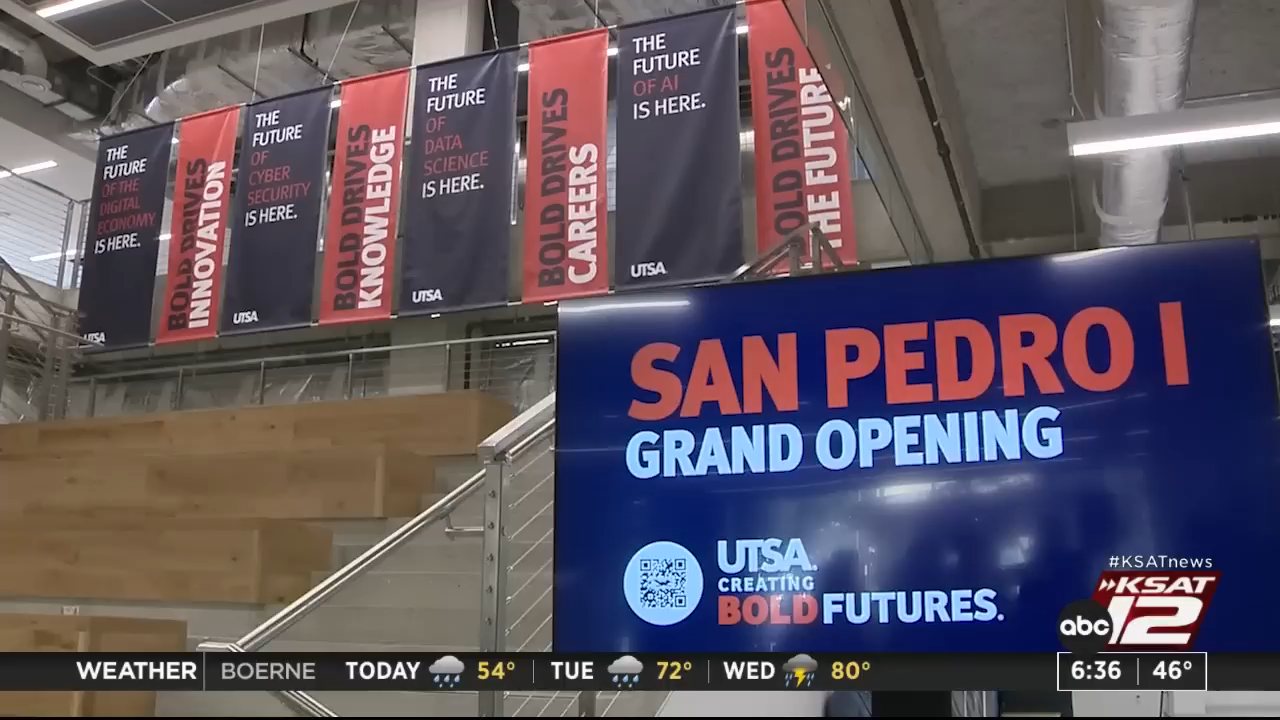 THE
FUTURE
OF THE
DIGITAL
ECONOMY
IS HERE.
UTSA
BOLD DRIVES
INNOVATION
THE
FUTURE
OF
CYBER
SECURITY
IS HERE.
UTSA
BOLD DRIVES
KNOWLEDGE
THE
FUTURE
OF
DATA
SCIENCE
IS HERE.
UTSA
BOLD DRIVES
CAREERS
THE
FUTURE
OF AI
IS HERE.
UTSA
BOLD DRIVES
THE FUTURE
SAN PEDRO I
GRAND OPENING
UTSA.
CREATING
BOLD FUTURES.
#KSATnews
KSAT
abc 12
WEATHER BOERNE TODAY 54° TUE 72° WED 80° 6:36 46°